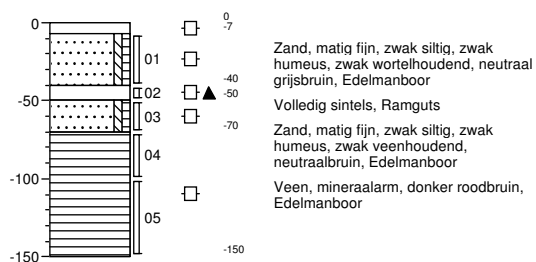 0
-50
-100
-150
01
02
03
04
05
0
-7
-40
-50
-70
-150
Zand, matig fijn, zwak siltig, zwak
humeus, zwak wortelhoudend, neutraal
grijsbruin, Edelmanboor
Volledig sintels, Ramguts
Zand, matig fijn, zwak siltig, zwak
humeus, zwak veenhoudend,
neutraalbruin, Edelmanboor
Veen, mineraalarm, donker roodbruin,
Edelmanboor